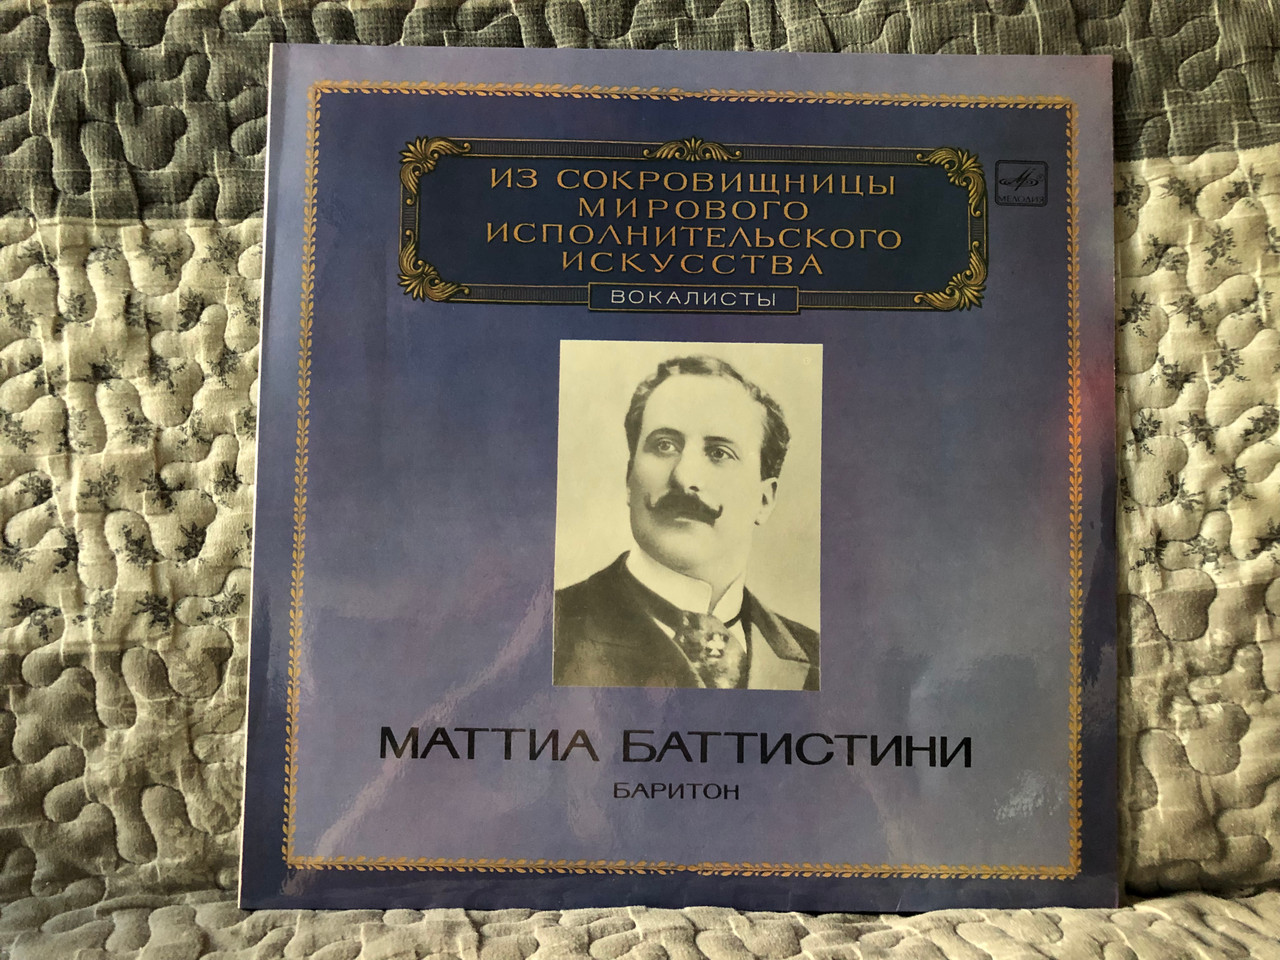 ИЗ СОКРОВИЩНИЦЫ
МИРОВОГО
ИСПОЛНИТЕЛЬСКОГО
ИСКУССТВА
ВОКАЛИСТЫ
МЕЛОДИЯ
МАТТИА БАТТИСТИНИ
БАРИТОН